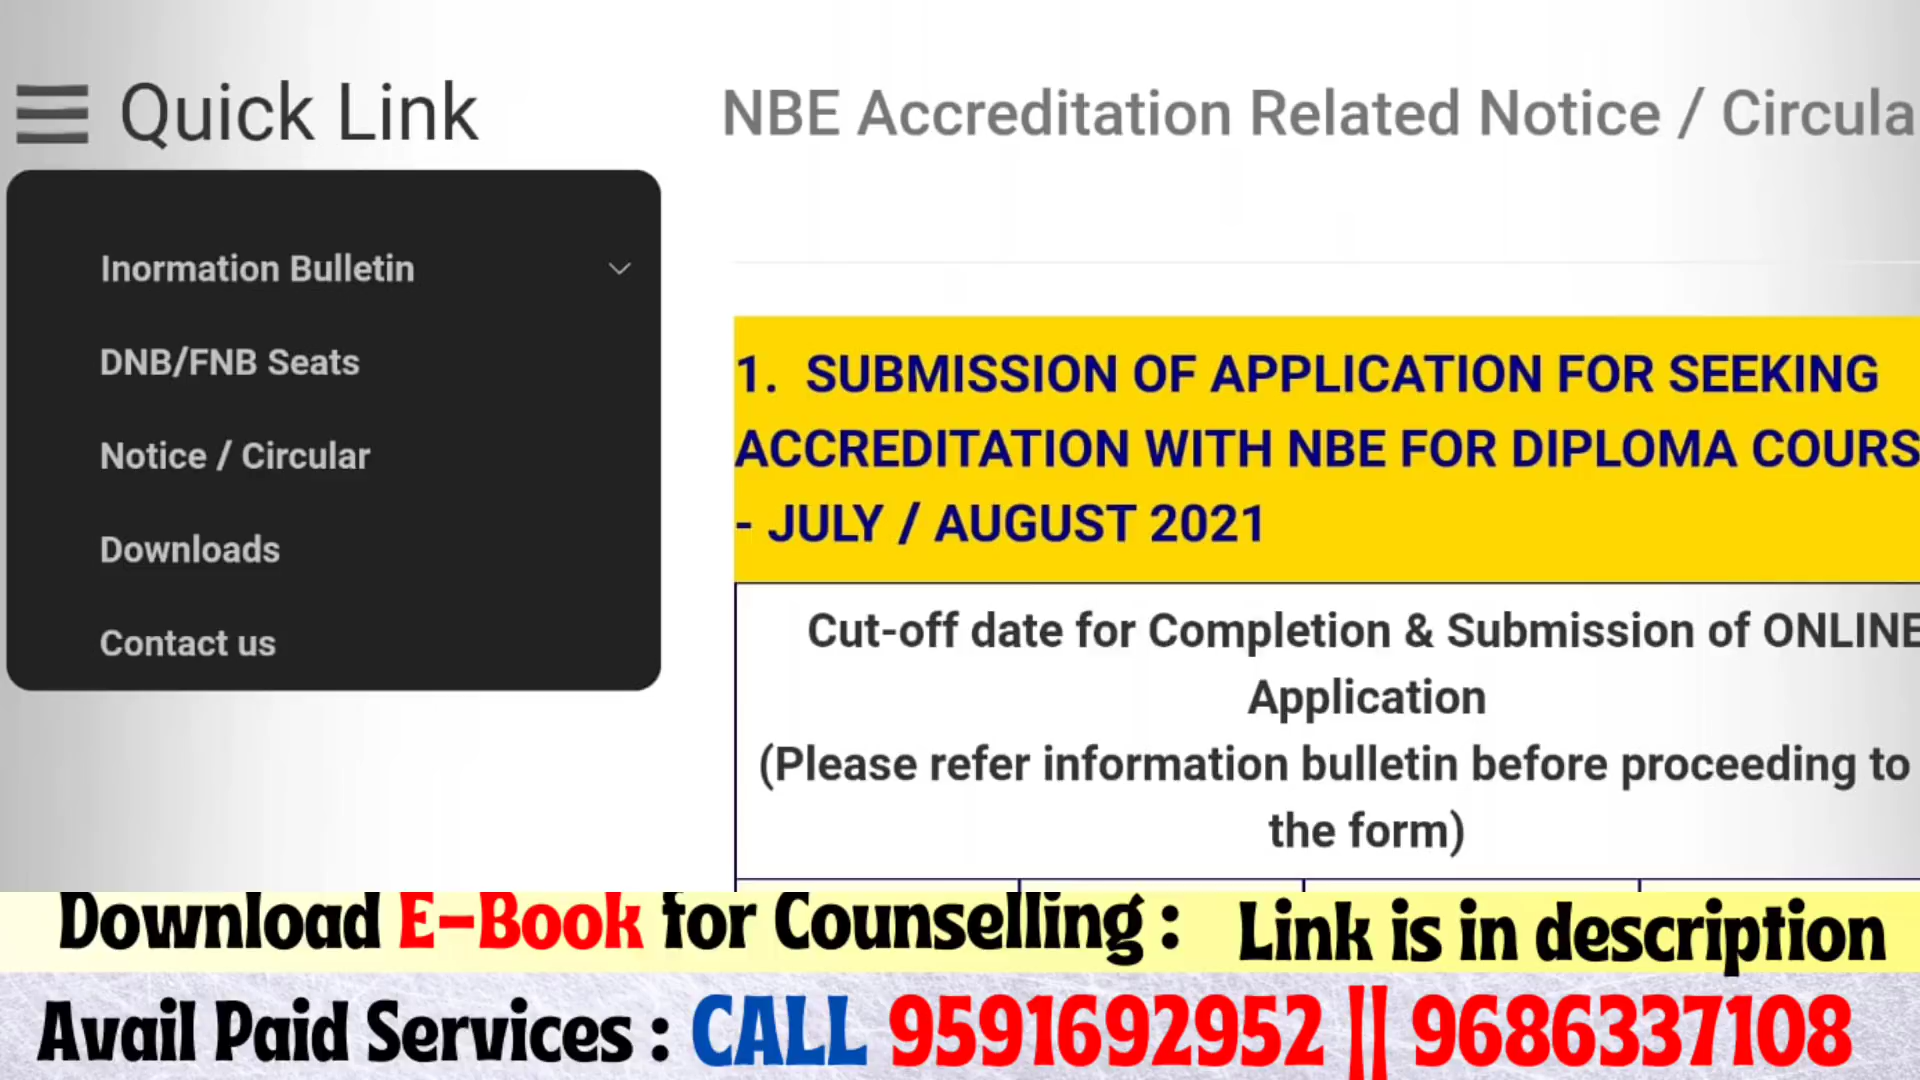 Quick Link
Inormation Bulletin
DNB/FNB Seats
Notice / Circular
Downloads
Contact us
NBE Accreditation Related Notice / Circula
1. SUBMISSION OF APPLICATION FOR SEEKING
ACCREDITATION WITH NBE FOR DIPLOMA COURS
- JULY / AUGUST 2021
Cut-off date for Completion & Submission of ONLINE
Application
(Please refer information bulletin before proceeding to
the form)
Download E-Book for Counselling : Link is in description
Avail Paid Services : CALL 9591692952 || 9686337108